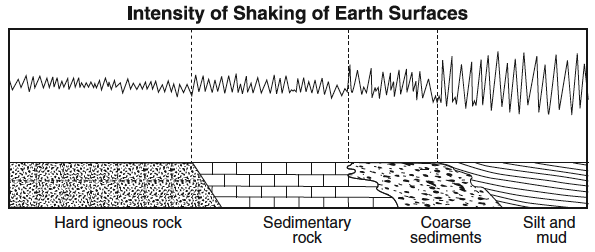 Intensity of Shaking of Earth Surfaces
Hard igneous rock
Sedimentary
rock
Coarse
sediments
Silt and
mud